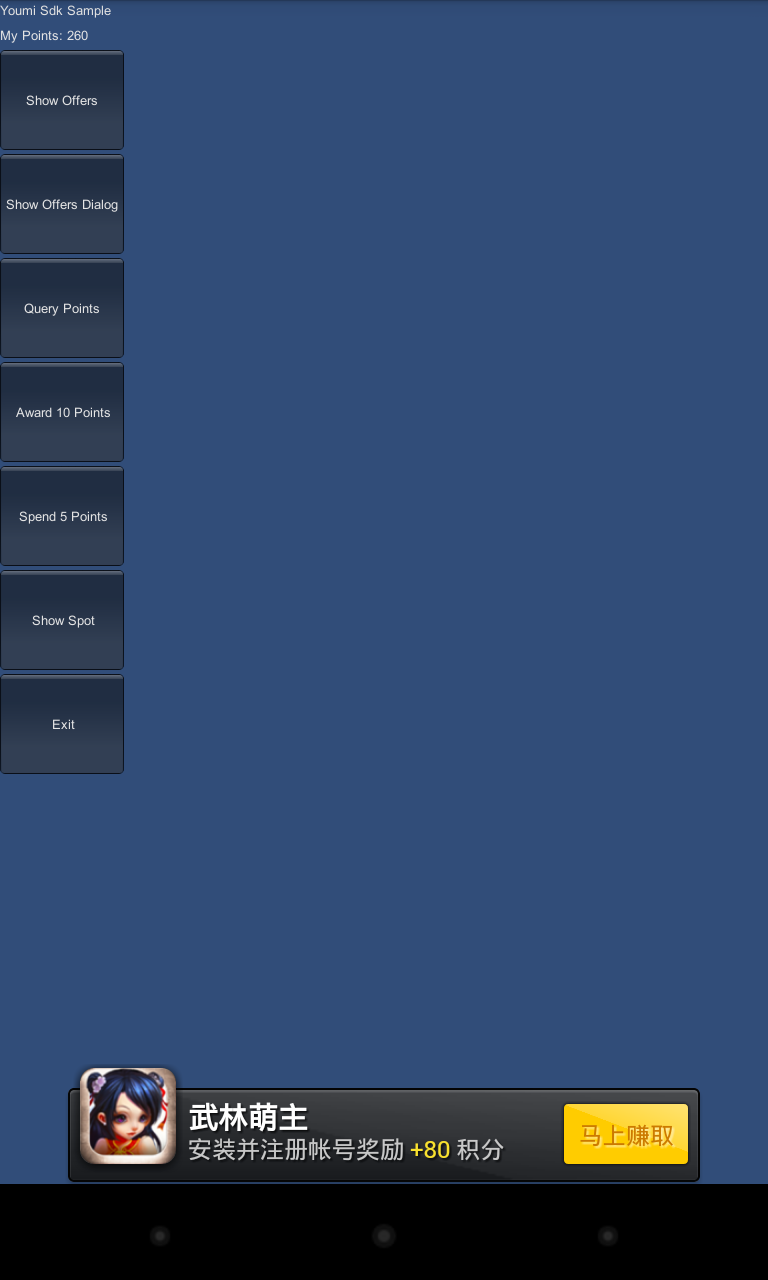 Youmi Sdk Sample
My Points: 260
Show Offers
Show Offers Dialog
Query Points
Award 10 Points
Spend 5 Points
Show Spot
Exit
武林萌主
安装并注册帐号奖励 +80 积分
马上赚取